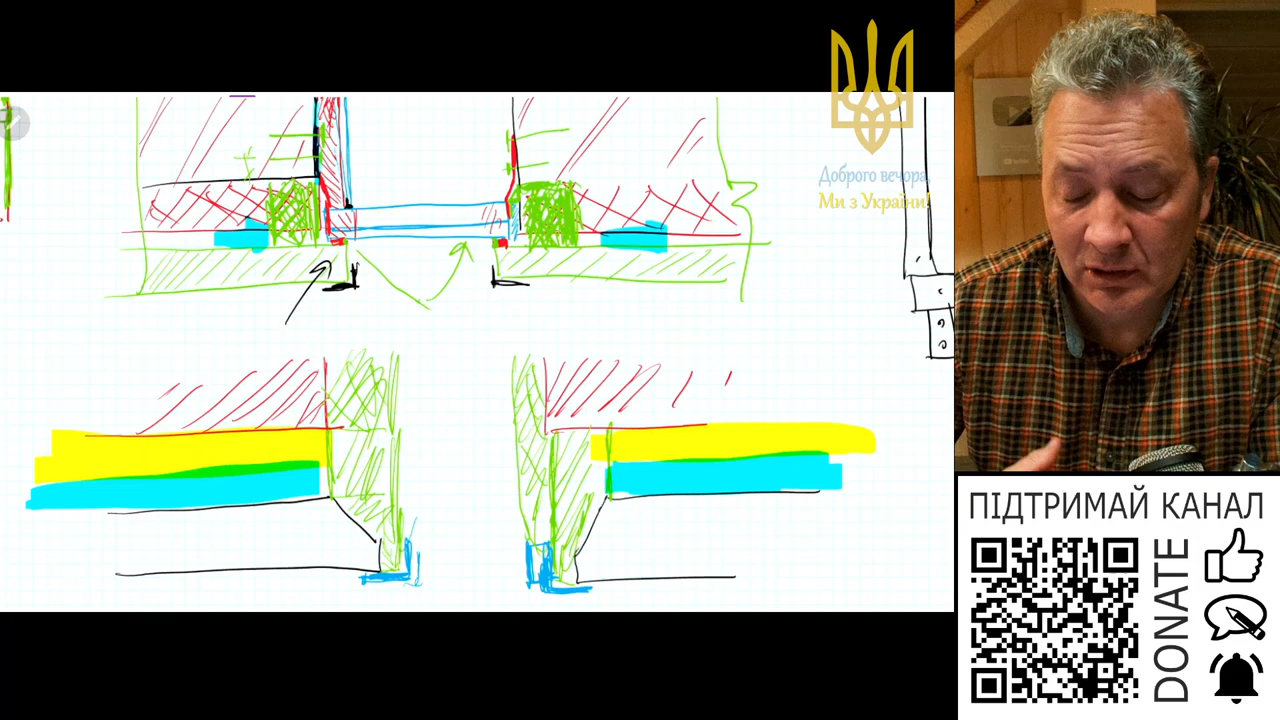 Доброго вечора,
Ми з України!
ПІДТРИМАЙ КАНАЛ
DONATE